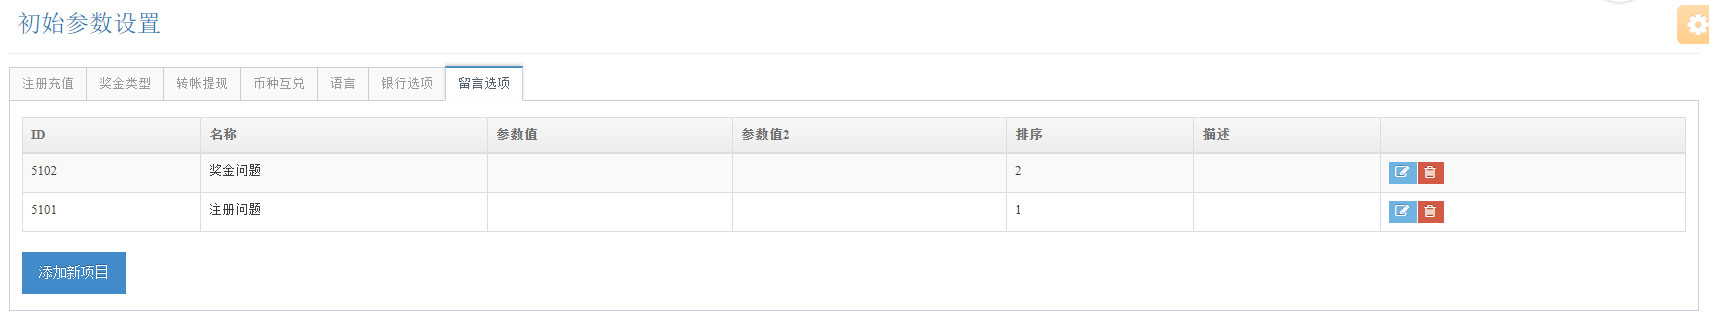 初始参数设置
注册充值 奖金类型 转帐提现 币种互兑 语言 银行选项 留言选项
ID 名称 参数值 参数值2 排序 描述
5102 奖金问题 2
5101 注册问题 1
添加新项目